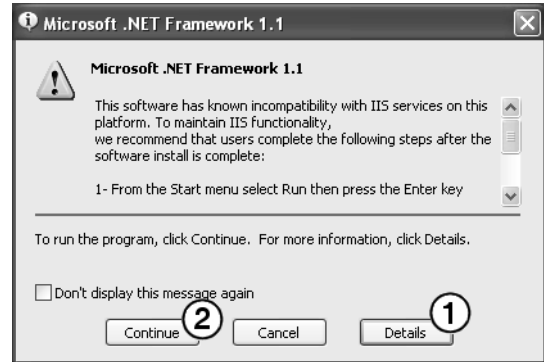 Microsoft .NET Framework 1.1
Microsoft .NET Framework 1.1
This software has known incompatibility with IIS services on this
platform. To maintain IIS functionality,
we recommend that users complete the following steps after the
software install is complete:
1- From the Start menu select Run then press the Enter key
To run the program, click Continue. For more information, click Details.
Don't display this message again
2
1
Continue
Cancel
Details